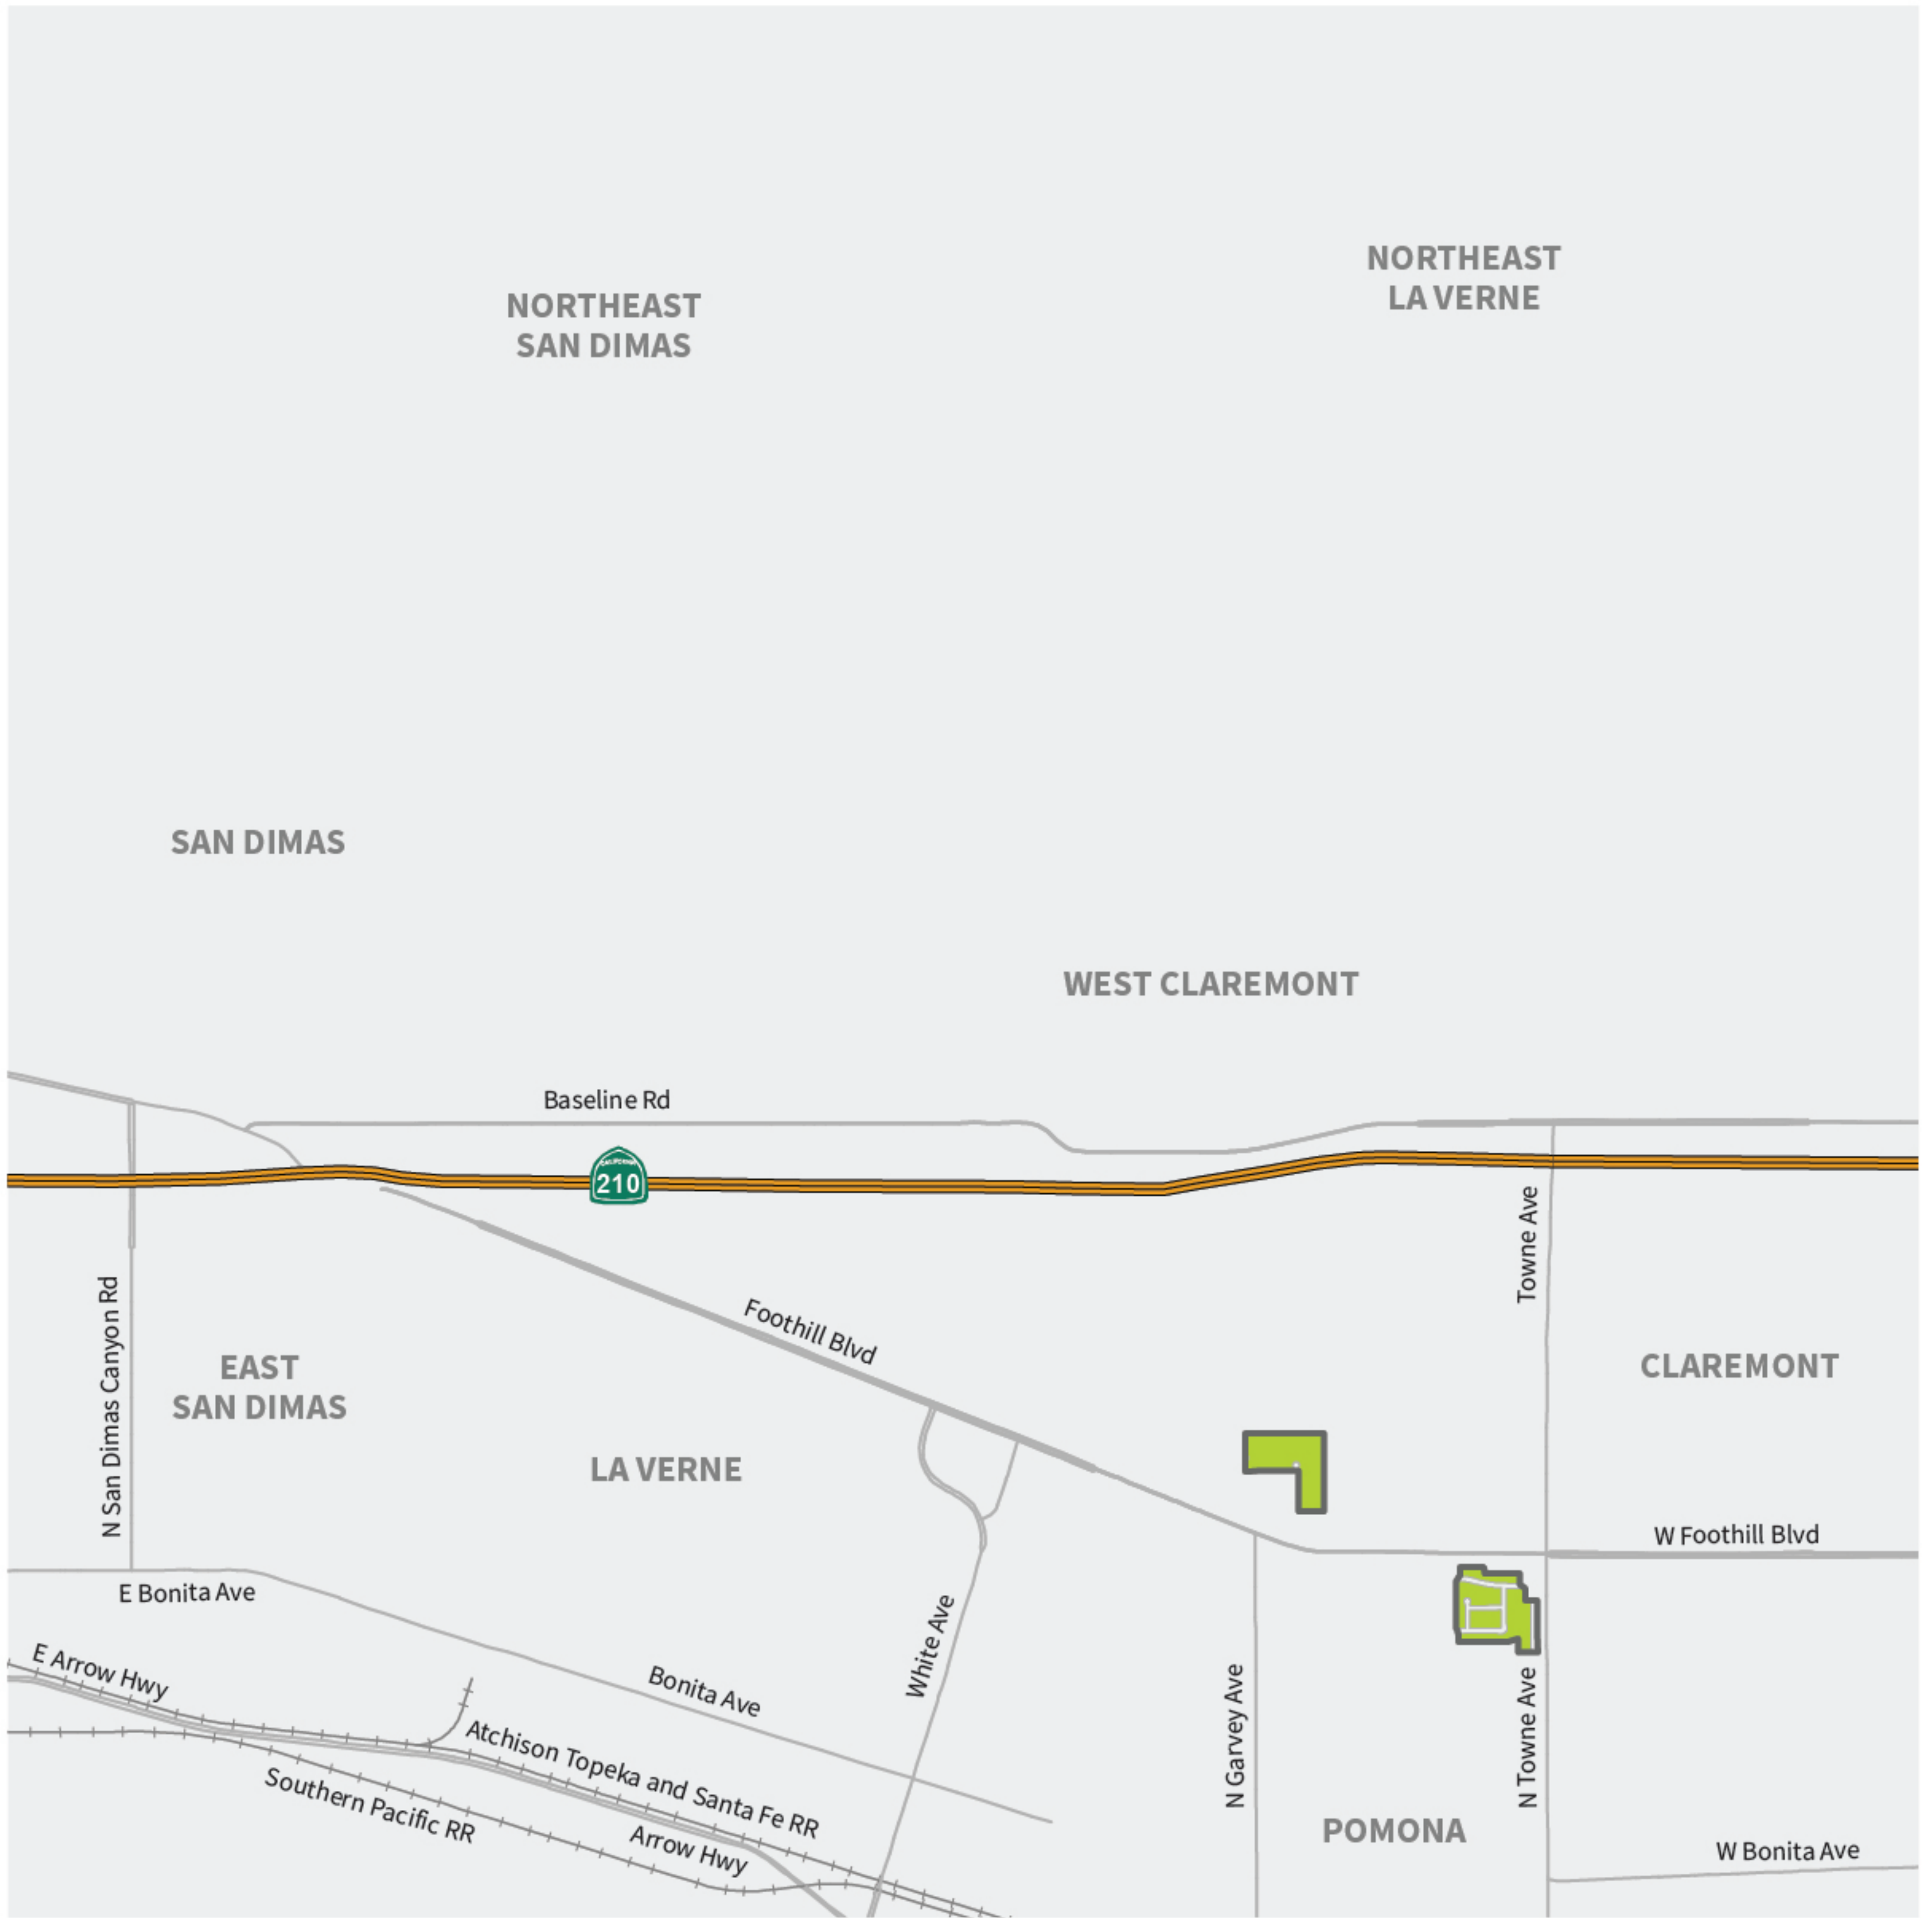 NORTHEAST
LA VERNE
NORTHEAST
SAN DIMAS
SAN DIMAS
WEST CLAREMONT
Baseline Rd
CALIFORNIA
210
Towne Ave
N San Dimas Canyon Rd
Foothill Blvd
EAST
SAN DIMAS
CLAREMONT
LA VERNE
W Foothill Blvd
E Bonita Ave
White Ave
E Arrow Hwy
Bonita Ave
N Garvey Ave
N Towne Ave
Atchison Topeka and Santa Fe RR
Southern Pacific RR
Arrow Hwy
POMONA
W Bonita Ave